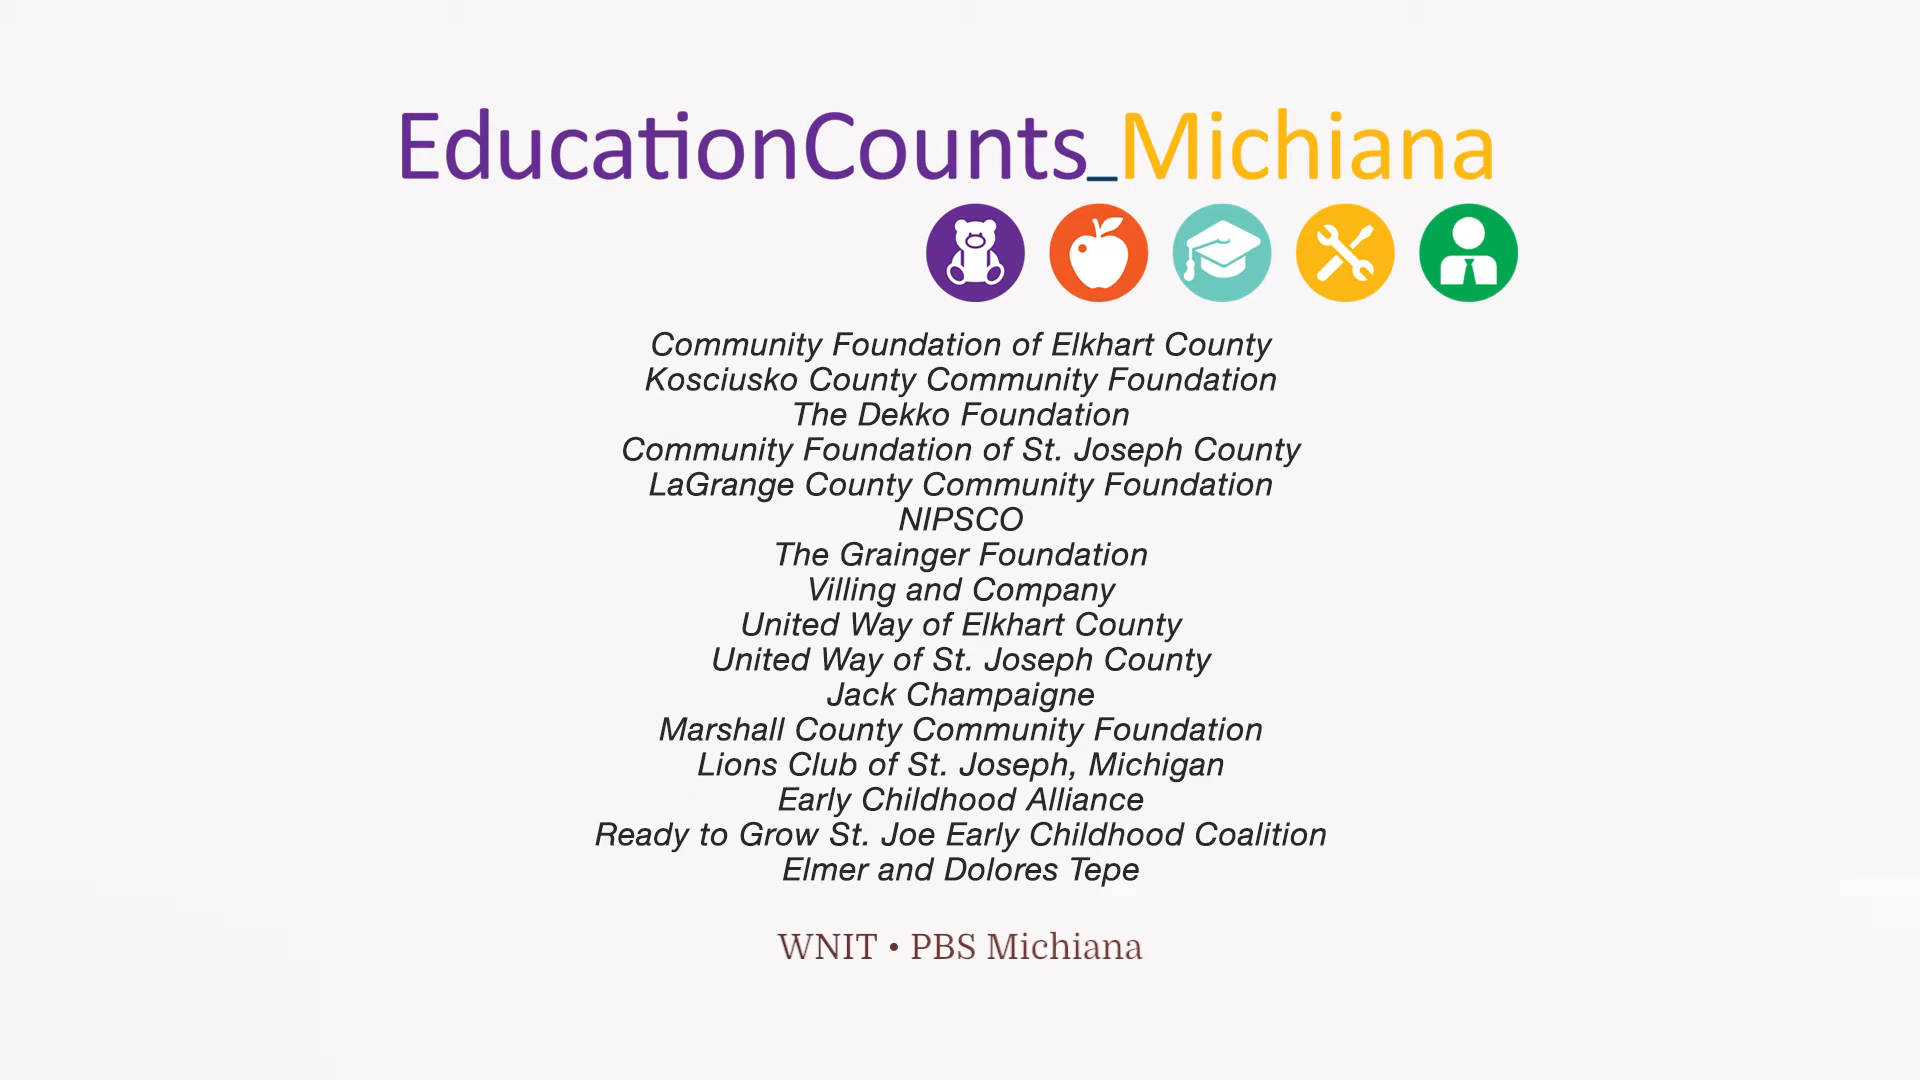 EducationCounts_Michiana
Community Foundation of Elkhart County
Kosciusko County Community Foundation
The Dekko Foundation
Community Foundation of St. Joseph County
LaGrange County Community Foundation
NIPSCO
The Grainger Foundation
Villing and Company
United Way of Elkhart County
United Way of St. Joseph County
Jack Champaigne
Marshall County Community Foundation
Lions Club of St. Joseph, Michigan
Early Childhood Alliance
Ready to Grow St. Joe Early Childhood Coalition
Elmer and Dolores Tepe
WNIT • PBS Michiana